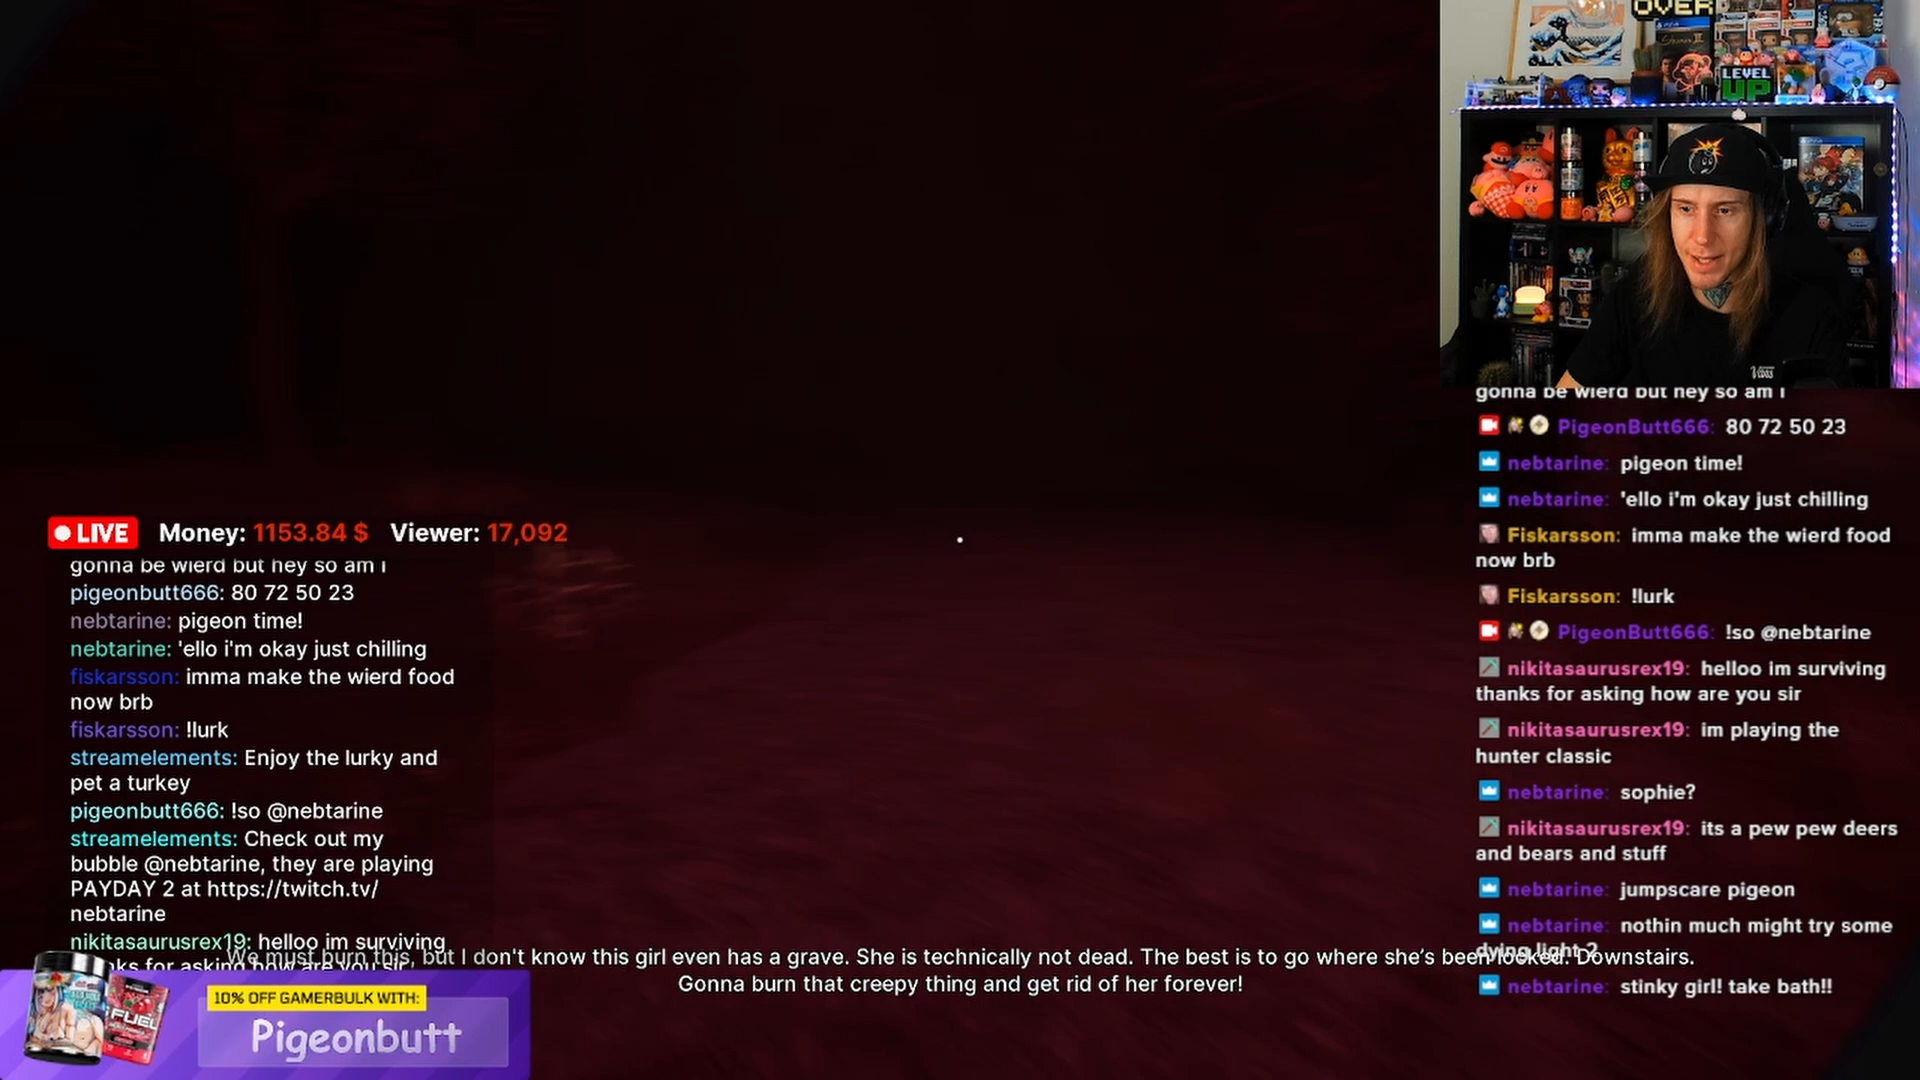 OVER
LEVEL
UP
gonna be wierd but hey so am i
PigeonButt666: 80 72 50 23
nebtarine: pigeon time!
nebtarine: 'ello i'm okay just chilling
Fiskarsson: imma make the wierd food
now brb
Fiskarsson: !lurk
PigeonButt666: !so @nebtarine
nikitasaurusrex19: helloo im surviving
thanks for asking how are you sir
nikitasaurusrex19: im playing the
hunter classic
nebtarine: sophie?
nikitasaurusrex19: its a pew pew deers
and bears and stuff
nebtarine: jumpscare pigeon
nebtarine: nothin much might try some
dying light 2
nebtarine: stinky girl! take bath!!
LIVE Money: 1153.84 $ Viewer: 17,092
gonna be wierd but hey so am i
pigeonbutt666: 80 72 50 23
nebtarine: pigeon time!
nebtarine: 'ello i'm okay just chilling
fiskarsson: imma make the wierd food
now brb
fiskarsson: !lurk
streamelements: Enjoy the lurky and
pet a turkey
pigeonbutt666: !so @nebtarine
streamelements: Check out my
bubble @nebtarine, they are playing
PAYDAY 2 at https://twitch.tv/
nebtarine
nikitasaurusrex19: helloo im surviving
thanks for asking how are you sir
We must burn this, but I don't know this girl even has a grave. She is technically not dead. The best is to go where she's been looked. Downstairs.
Gonna burn that creepy thing and get rid of her forever!
10% OFF GAMERBULK WITH:
Pigeonbutt
FUEL